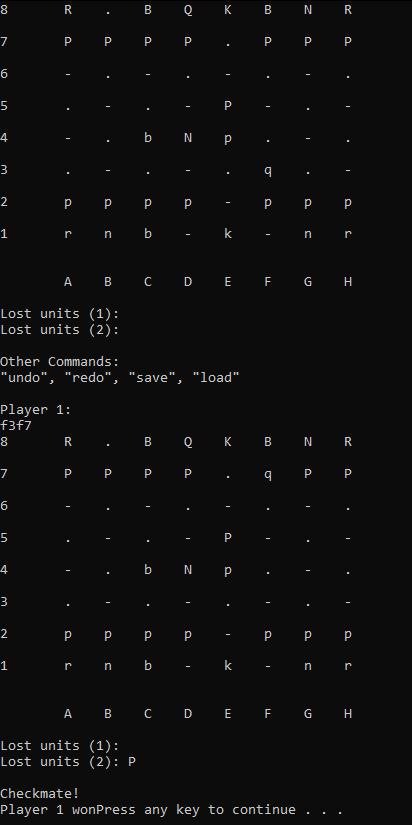 8 R . B Q K B N R
7 P P P P . P P P
6 - . - . - . - .
5 . - . - P - . -
4 - . b N p . - .
3 . - . - . q . -
2 p p p p - p p p
1 r n b - k - n r
A B C D E F G H
Lost units (1):
Lost units (2):
Other Commands:
"undo", "redo", "save", "load"
Player 1:
f3f7
8 R . B Q K B N R
7 P P P P . q P P
6 - . - . - . - .
5 . - . - P - . -
4 - . b N p . - .
3 . - . - . - . -
2 p p p p - p p p
1 r n b - k - n r
A B C D E F G H
Lost units (1):
Lost units (2): P
Checkmate!
Player 1 wonPress any key to continue . . .